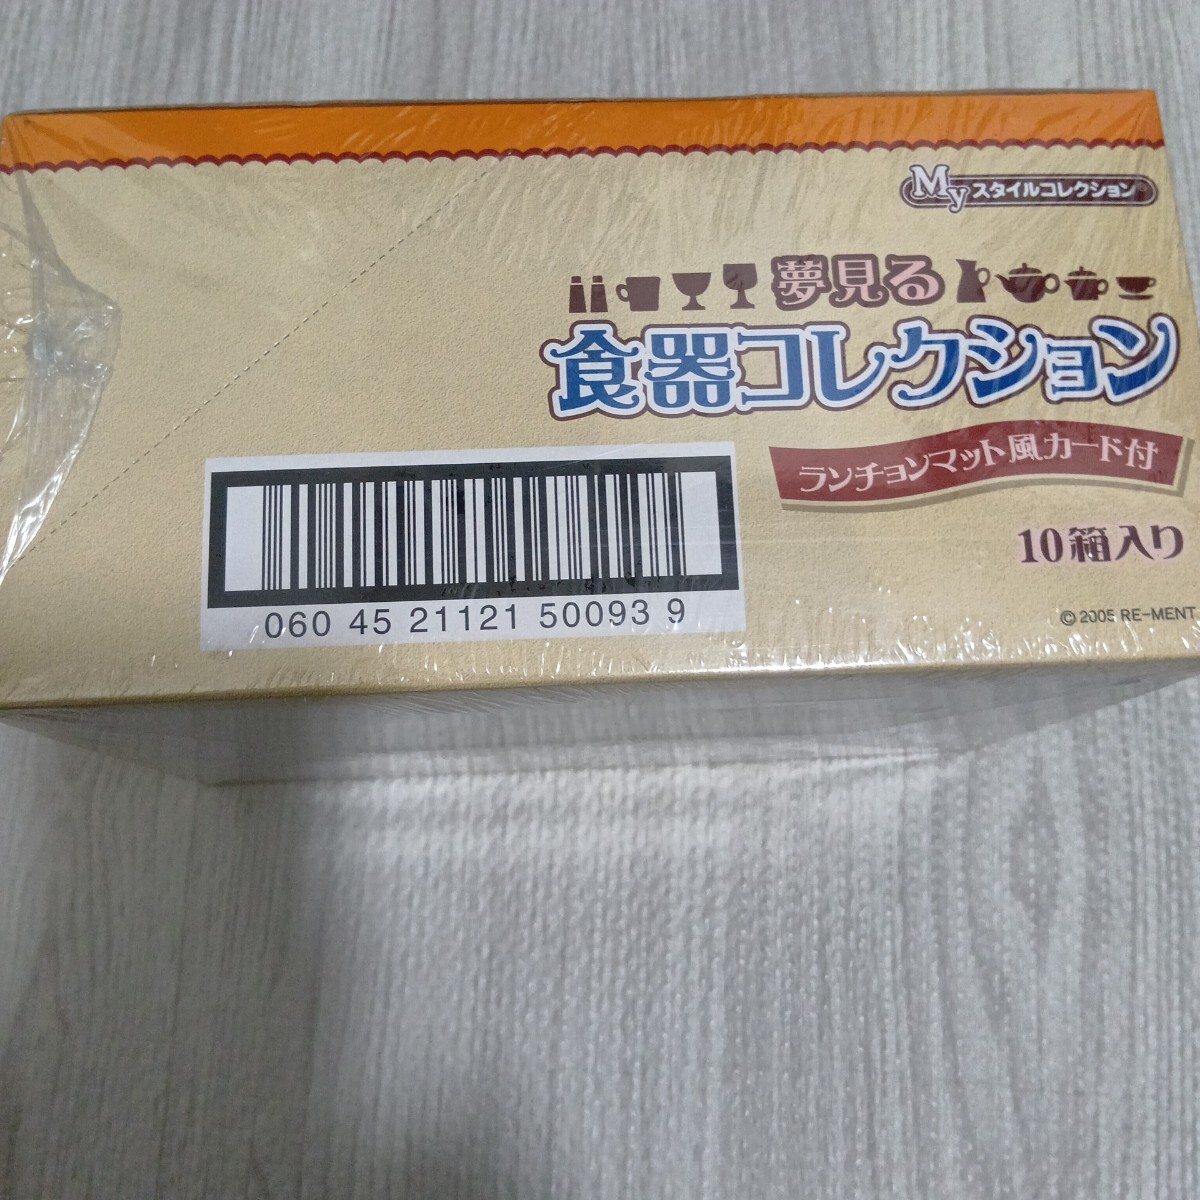 Myスタイルコレクション
夢見る
食器コレクション
ランチョンマット風カード付
10箱入り
060 45 21121 50093 9
© 2005 RE-MENT